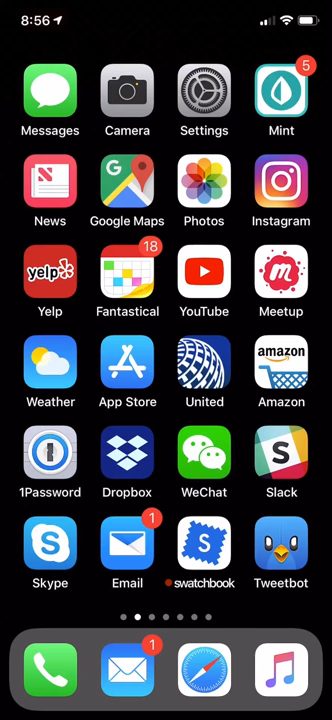 8:56
5
Messages
Camera
Settings
Mint
G
News
Google Maps
Photos
Instagram
yelp
18
Yelp
Fantastical
YouTube
Meetup
m
amazon
Weather
App Store
United
Amazon
1Password
Dropbox
WeChat
Slack
S
S
1
S
Skype
Email
swatchbook
Tweetbot
1